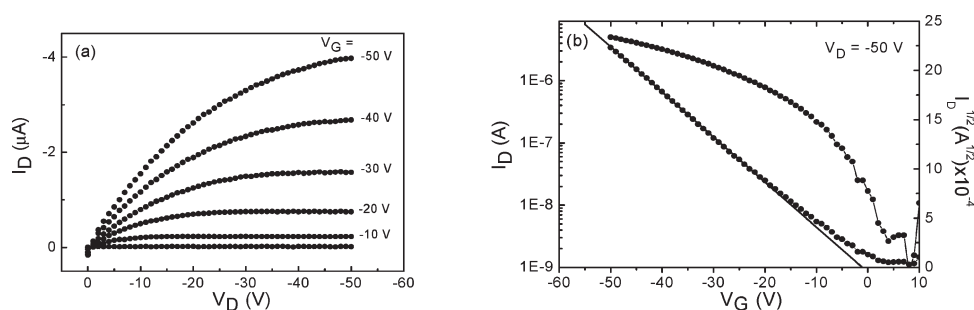 (a)
V_G =
-50 V
-40 V
-30 V
-20 V
-10 V
-4
-2
0
I_D (μA)
0 -10 -20 -30 -40 -50 -60
V_D (V)
(b)
V_D = -50 V
1E-6
1E-7
1E-8
1E-9
I_D (A)
25
20
15
10
5
0
I_D^1/2 (A^1/2)x10^-4
-60 -50 -40 -30 -20 -10 0 10
V_G (V)